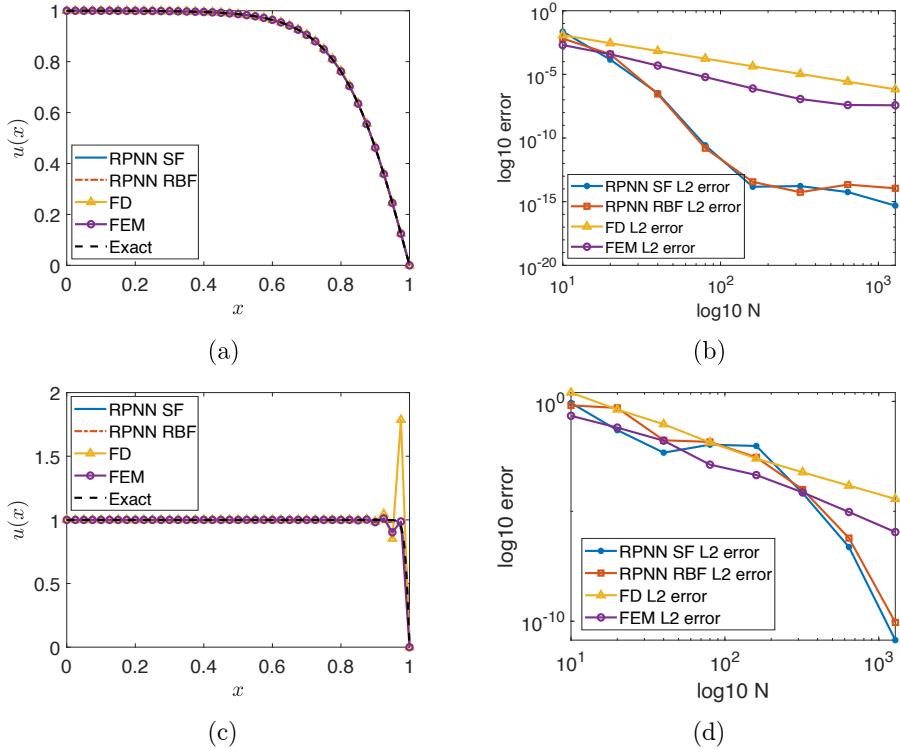 1
0.8
0.6
0.4
0.2
0
u(x)
RPNN SF
RPNN RBF
FD
FEM
Exact
0 0.2 0.4 0.6 0.8 1
x
(a)
10^0
10^-5
10^-10
10^-15
10^-20
log10 error
RPNN SF L2 error
RPNN RBF L2 error
FD L2 error
FEM L2 error
10^1 10^2 10^3
log10 N
(b)
2
1.5
1
0.5
0
u(x)
RPNN SF
RPNN RBF
FD
FEM
Exact
0 0.2 0.4 0.6 0.8 1
x
(c)
10^0
10^-10
log10 error
RPNN SF L2 error
RPNN RBF L2 error
FD L2 error
FEM L2 error
10^1 10^2 10^3
log10 N
(d)